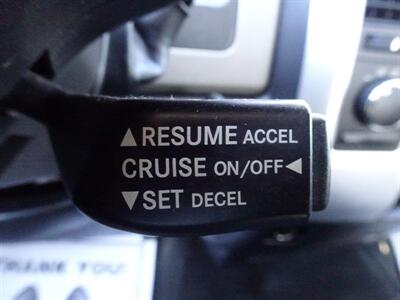 ▲RESUME ACCEL
CRUISE ON/OFF◀
▼SET DECEL
THANK YOU!